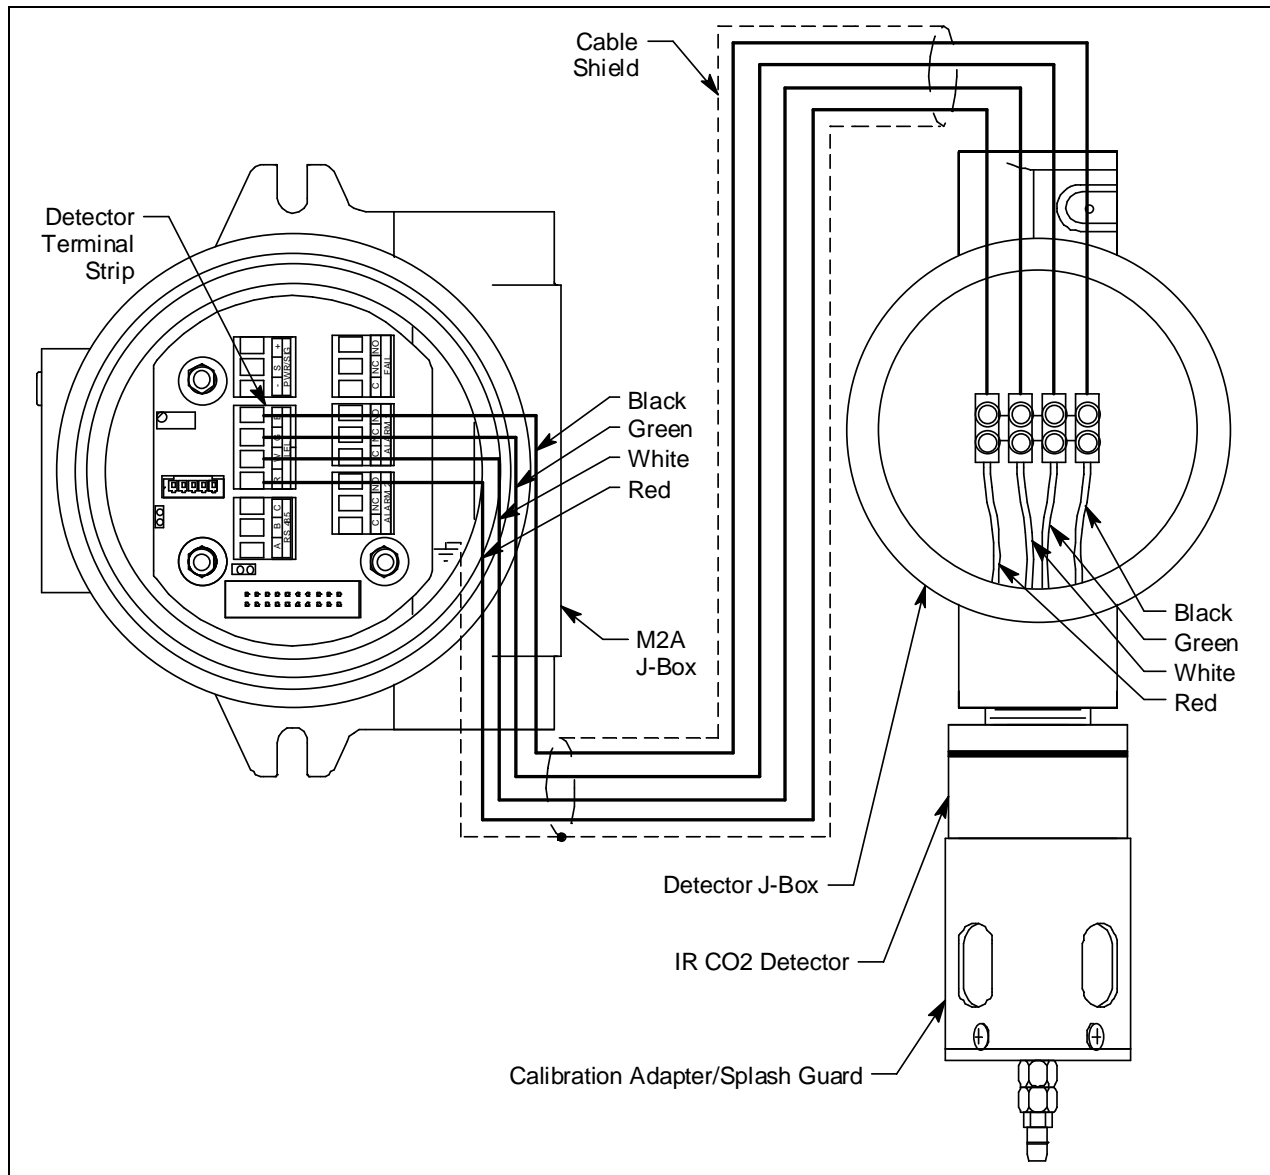 Cable
Shield
Detector
Terminal
Strip
+
S
-
PWR/SIG
NO
NC
C
FAIL
G
W
R
NO
NC
C
ALARM
NO
NC
C
ALARM 2
C
B
A
RS 485
Black
Green
White
Red
M2A
J-Box
Black
Green
White
Red
Detector J-Box
IR CO2 Detector
Calibration Adapter/Splash Guard